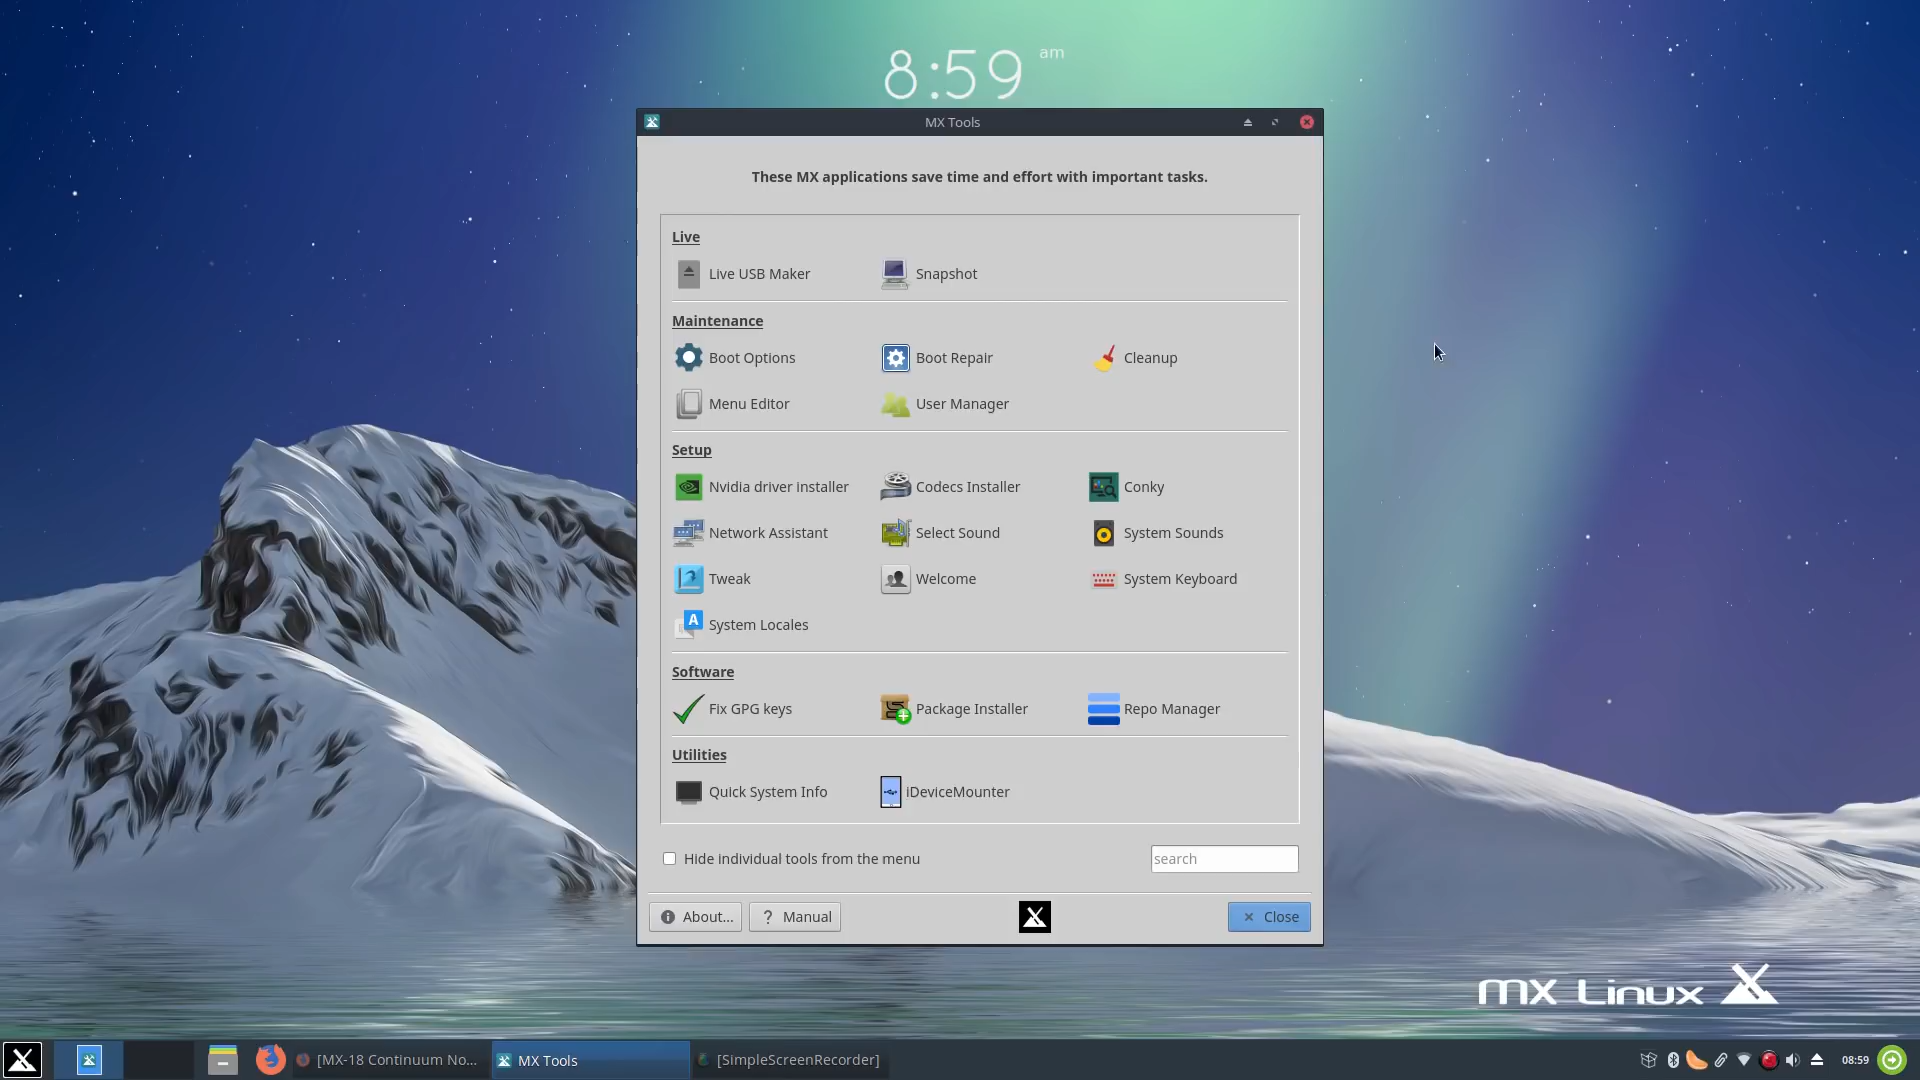 8:59 am
MX Tools
These MX applications save time and effort with important tasks.
Live
Live USB Maker Snapshot
Maintenance
Boot Options Boot Repair Cleanup
Menu Editor User Manager
Setup
Nvidia driver installer Codecs Installer Conky
Network Assistant Select Sound System Sounds
Tweak Welcome System Keyboard
System Locales
Software
Fix GPG keys Package Installer Repo Manager
Utilities
Quick System Info iDeviceMounter
Hide individual tools from the menu search
About... ? Manual Close
mx Linux
[MX-18 Continuum No... MX Tools [SimpleScreenRecorder] 08:59